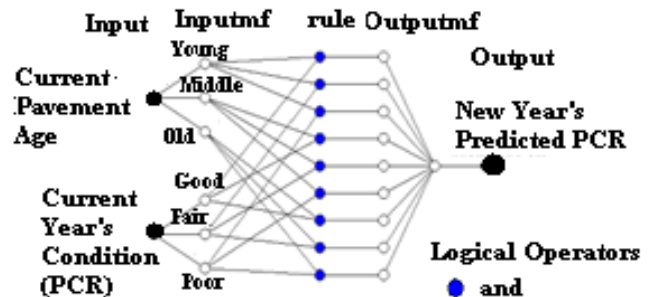 Input
Inputmf
rule
Outputmf
Young
Output
Current
Pavement
Age
Middle
New Year's
Predicted PCR
Old
Good
Current
Year's
Condition
(PCR)
Fair
Poor
Logical Operators
and